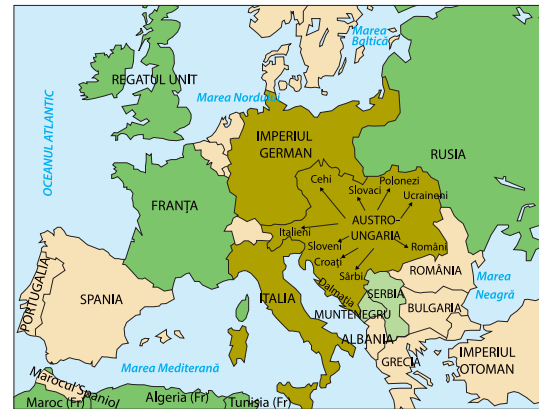 Marea
Baltică
REGATUL UNIT
Marea Nordului
OCEANUL ATLANTIC
IMPERIUL
GERMAN
RUSIA
Cehi
Polonezi
Slovaci
Ucraineni
FRANȚA
AUSTRO-
UNGARIA
Italieni
Sloveni
Români
Croați
Sârbi
ROMÂNIA
Marea
Neagră
Dalmația
PORTUGALIA
SPANIA
ITALIA
SERBIA
MUNTENEGRU
BULGARIA
ALBANIA
GRECIA
IMPERIUL
OTOMAN
Marea Mediterană
Marocul Spaniol
Maroc (Fr)
Algeria (Fr)
Tunisia (Fr)